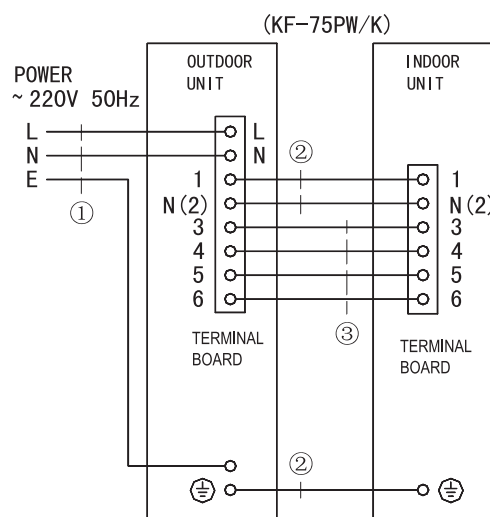 (KF-75PW/K)
OUTDOOR
UNIT
INDOOR
UNIT
POWER
~ 220V 50Hz
L
N
E
①
L
N
1
N(2)
3
4
5
6
②
③
1
N(2)
3
4
5
6
TERMINAL
BOARD
TERMINAL
BOARD
②